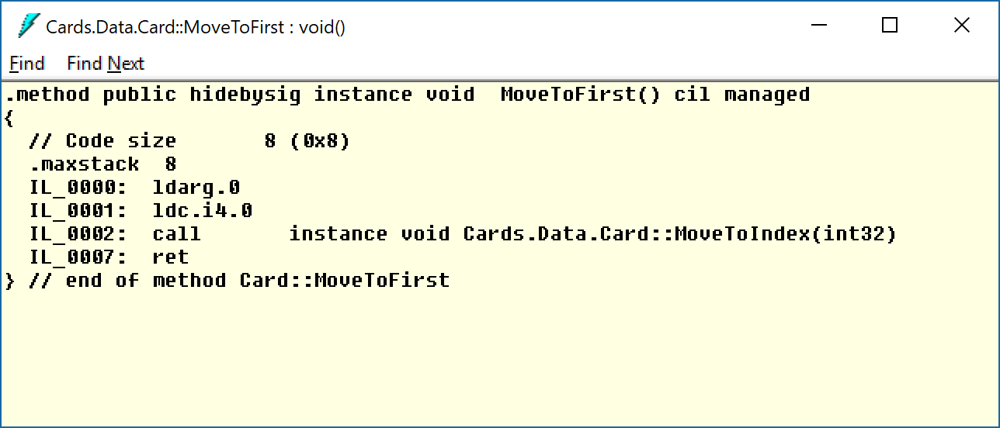 Cards.Data.Card::MoveToFirst : void()
Find Find Next
.method public hidebysig instance void  MoveToFirst() cil managed
{
  // Code size       8 (0x8)
  .maxstack  8
  IL_0000:  ldarg.0
  IL_0001:  ldc.i4.0
  IL_0002:  call       instance void Cards.Data.Card::MoveToIndex(int32)
  IL_0007:  ret
} // end of method Card::MoveToFirst